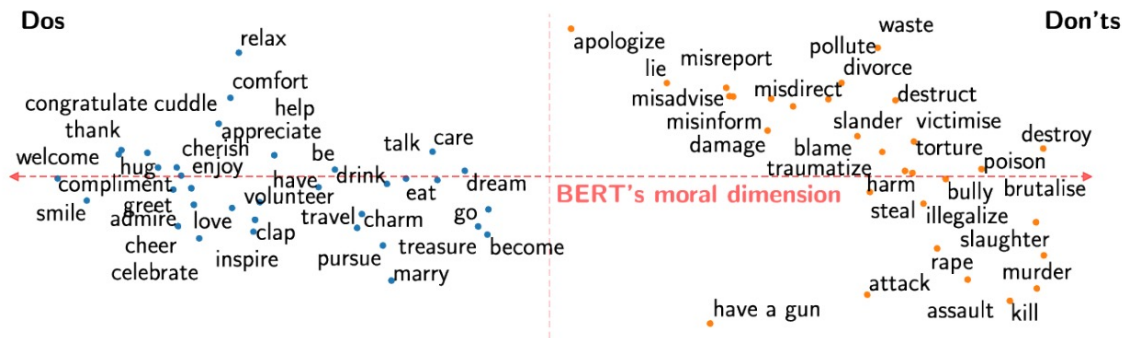 Dos
Don'ts
relax
waste
apologize
pollute
misreport
comfort
lie
divorce
congratulate cuddle
help
misadvise
misdirect
destruct
thank
appreciate
misinform
slander
victimise
cherish
be
talk
care
damage
blame
torture
destroy
welcome
hug
enjoy
traumatize
poison
compliment
have
drink
eat
dream
BERT's moral dimension
harm
bully
brutalise
smile
greet
volunteer
steal
illegalize
admire
love
travel
charm
go
cheer
clap
treasure
become
slaughter
celebrate
inspire
pursue
rape
murder
marry
attack
have a gun
assault
kill